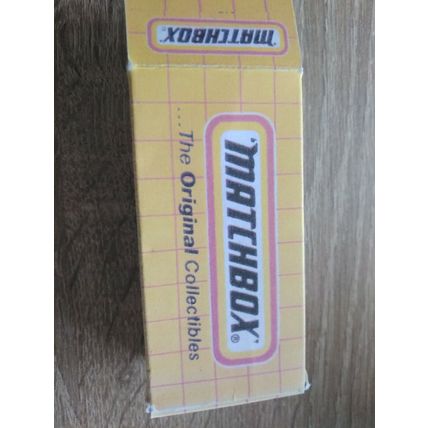 "MATCHBOX"®
"MATCHBOX"®
...The Original Collectibles